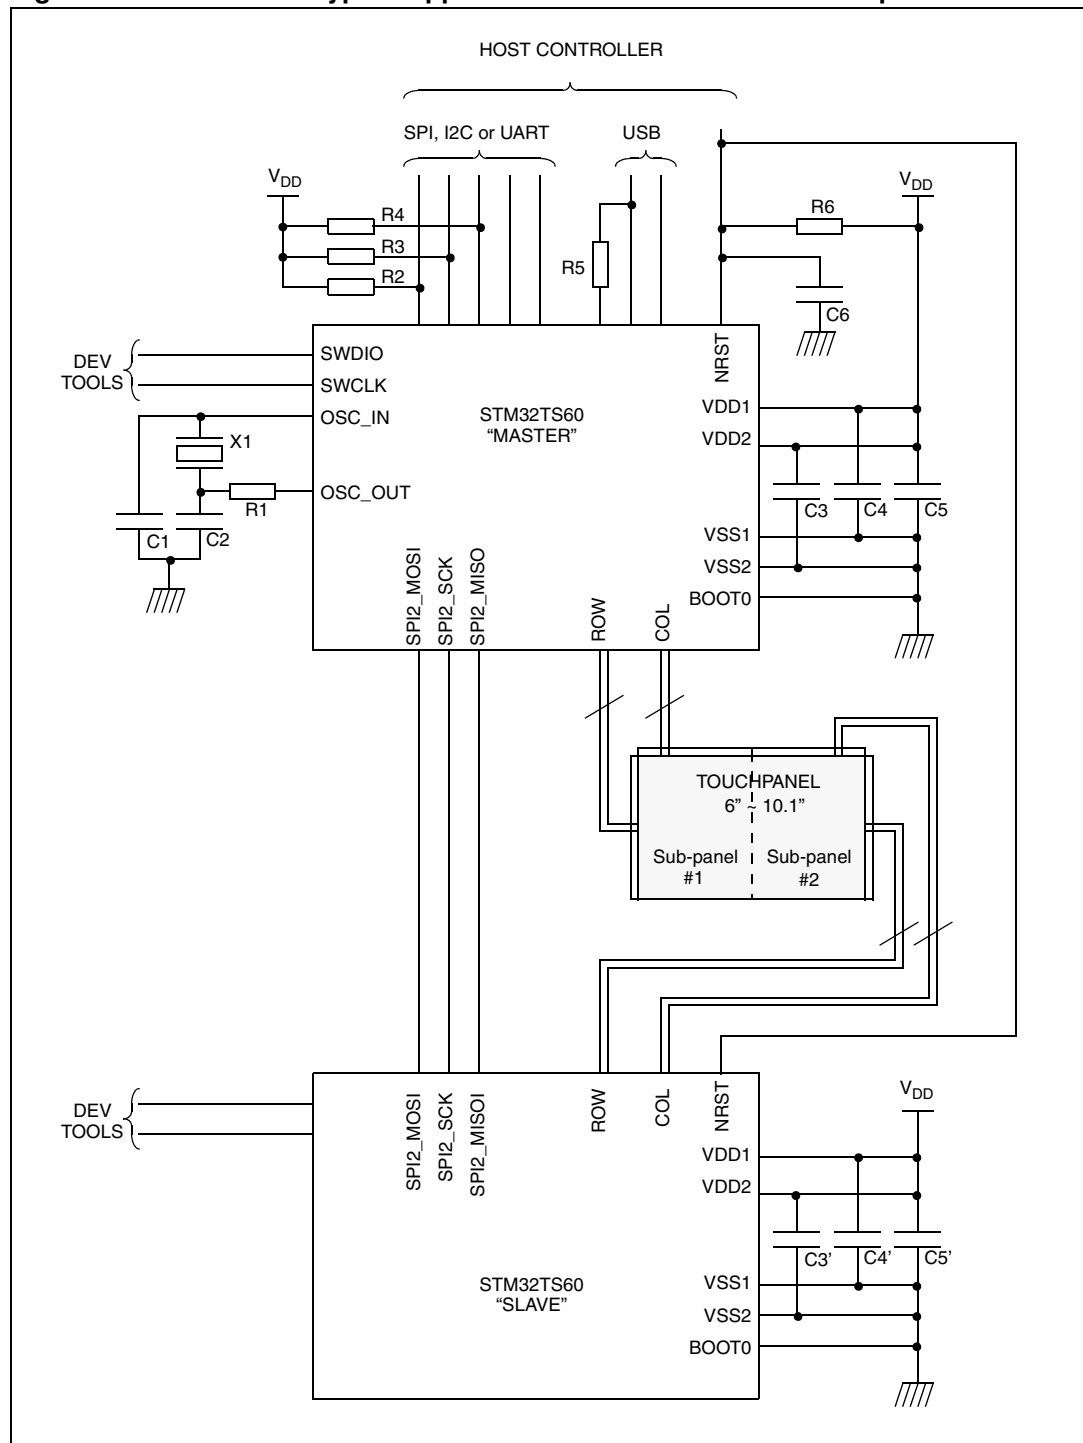 HOST CONTROLLER
SPI, I2C or UART
USB
VDD
VDD
R4
R3
R2
R5
R6
C6
DEV
TOOLS
SWDIO
SWCLK
OSC_IN
OSC_OUT
X1
R1
C1
C2
STM32TS60
“MASTER”
NRST
VDD1
VDD2
C3
C4
C5
VSS1
VSS2
BOOT0
SPI2_MOSI
SPI2_SCK
SPI2_MISO
ROW
COL
TOUCHPANEL
6” ~ 10.1”
Sub-panel
#1
Sub-panel
#2
DEV
TOOLS
SPI2_MOSI
SPI2_SCK
SPI2_MISOI
ROW
COL
NRST
VDD
VDD1
VDD2
C3’
C4’
C5’
STM32TS60
“SLAVE”
VSS1
VSS2
BOOT0